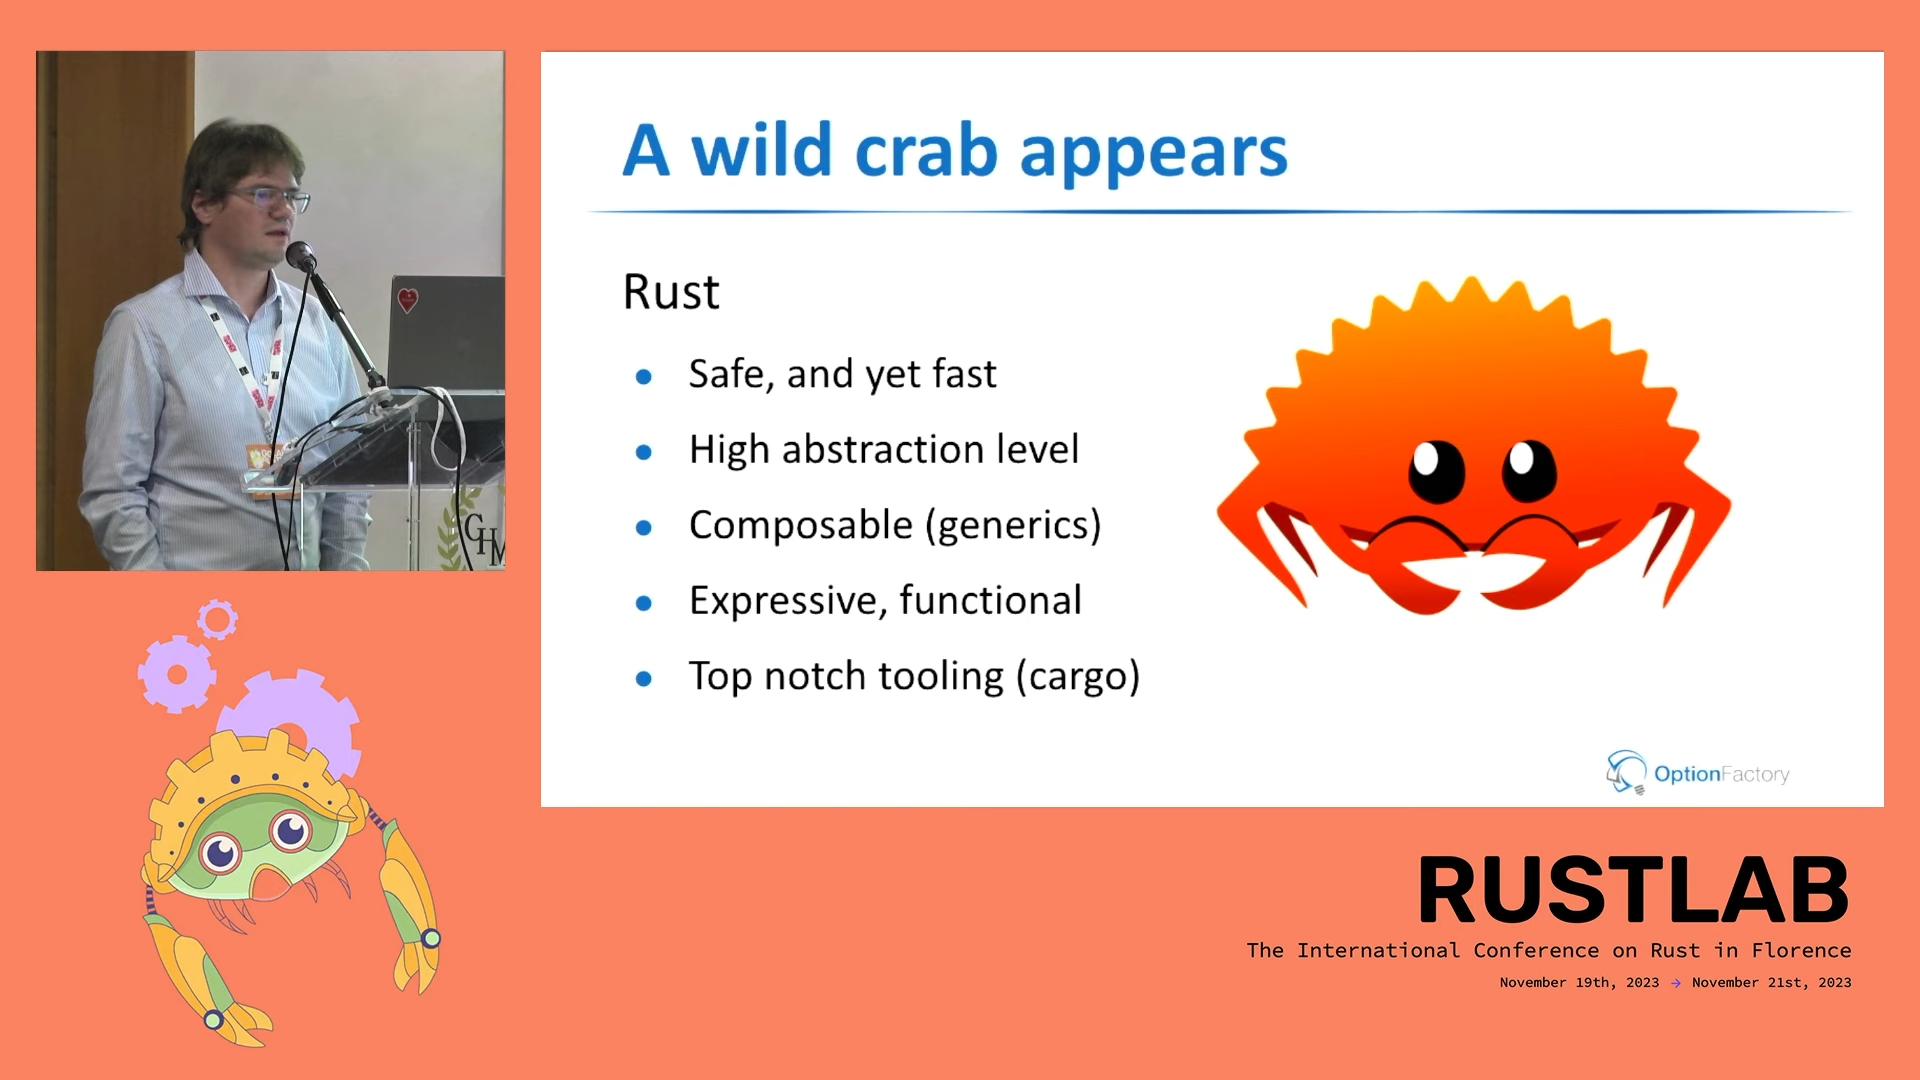 A wild crab appears
Rust
Safe, and yet fast
High abstraction level
Composable (generics)
Expressive, functional
Top notch tooling (cargo)
OptionFactory
GHM
RUSTLAB
The International Conference on Rust in Florence
November 19th, 2023 → November 21st, 2023